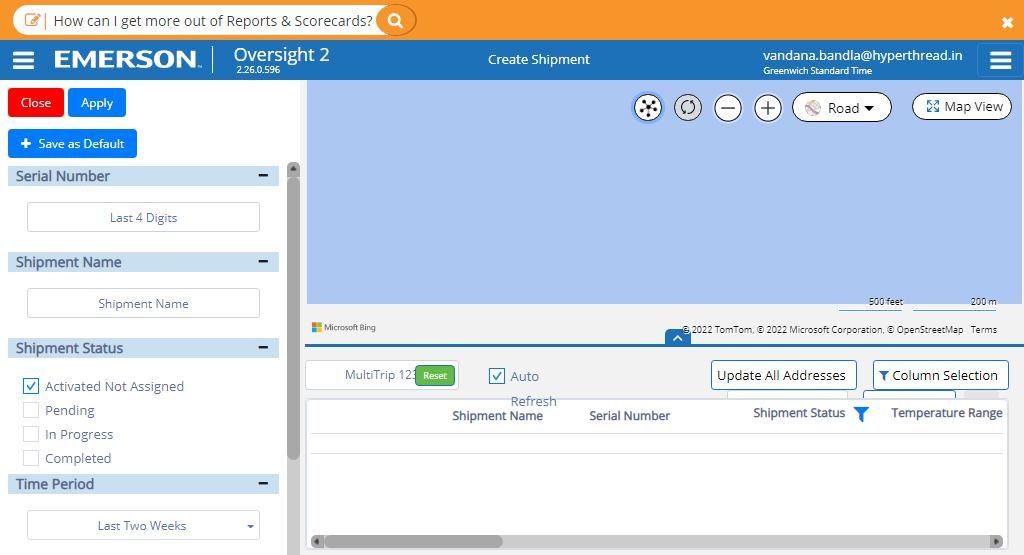 How can I get more out of Reports & Scorecards?
EMERSON
Oversight 2
2.26.0.596
Create Shipment
vandana.bandla@hyperthread.in
Greenwich Standard Time
Close
Apply
Save as Default
Serial Number
Last 4 Digits
Shipment Name
Shipment Name
Shipment Status
Activated Not Assigned
Pending
In Progress
Completed
Time Period
Last Two Weeks
Road
Map View
500 feet
200 m
Microsoft Bing
© 2022 TomTom, © 2022 Microsoft Corporation, © OpenStreetMap Terms
MultiTrip 123
Reset
Auto
Refresh
Update All Addresses
Column Selection
Shipment Name
Serial Number
Shipment Status
Temperature Range